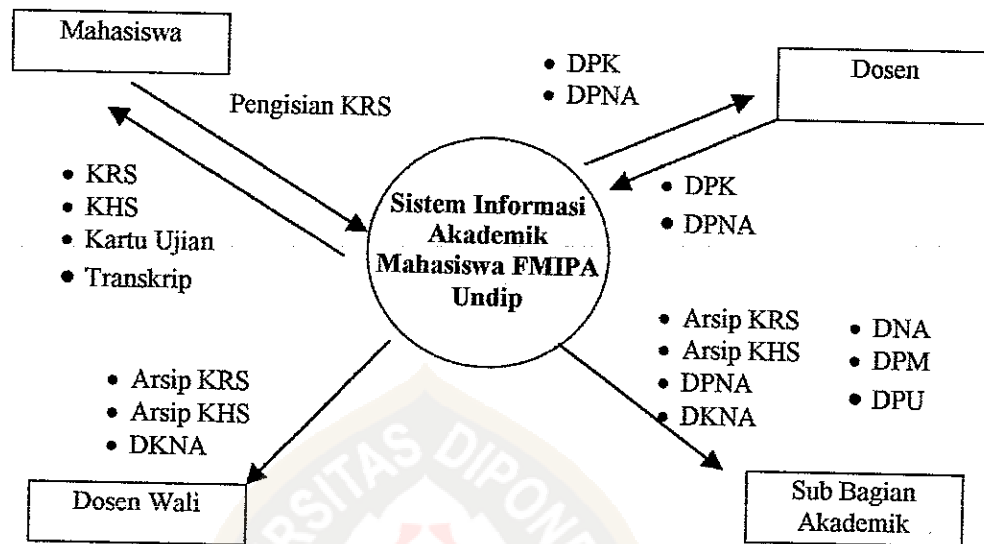 Mahasiswa
• DPK
• DPNA
Dosen
Pengisian KRS
• KRS
• KHS
• Kartu Ujian
• Transkrip
Sistem Informasi
Akademik
Mahasiswa FMIPA
Undip
• DPK
• DPNA
• Arsip KRS
• Arsip KHS
• DPNA
• DKNA
• DNA
• DPM
• DPU
• Arsip KRS
• Arsip KHS
• DKNA
Dosen Wali
Sub Bagian
Akademik